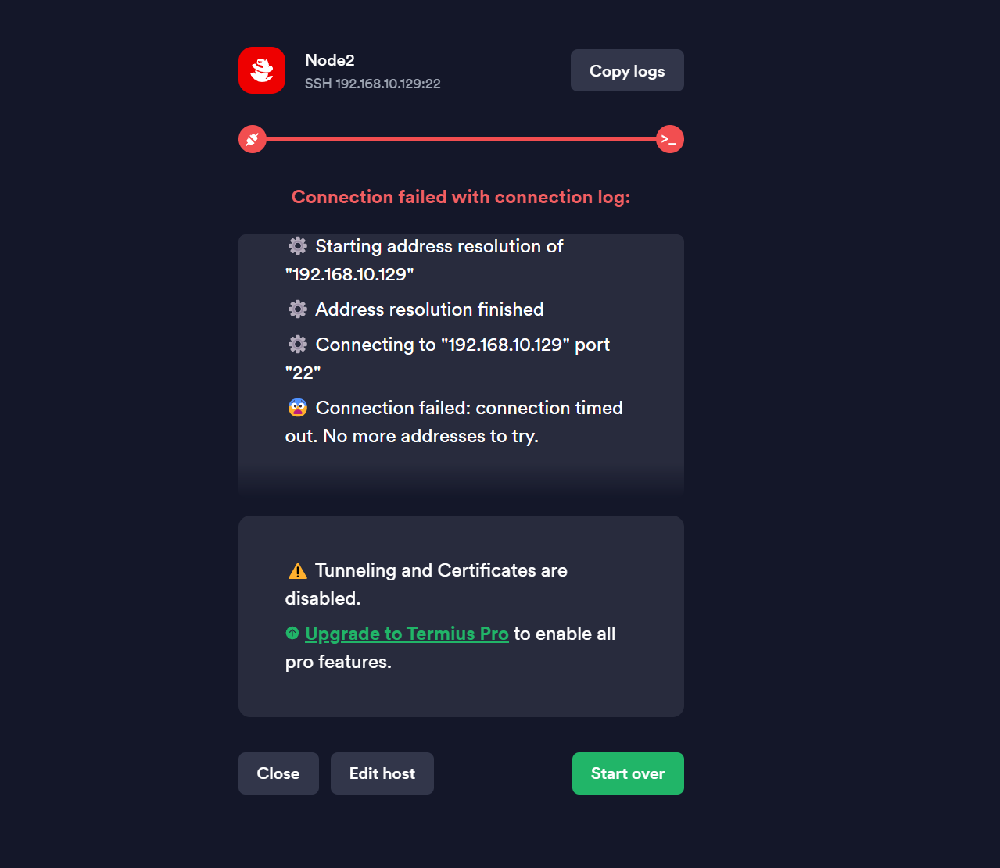 Node2
SSH 192.168.10.129:22
Copy logs
Connection failed with connection log:
Starting address resolution of
"192.168.10.129"
Address resolution finished
Connecting to "192.168.10.129" port
"22"
Connection failed: connection timed
out. No more addresses to try.
Tunneling and Certificates are
disabled.
Upgrade to Termius Pro to enable all
pro features.
Close
Edit host
Start over